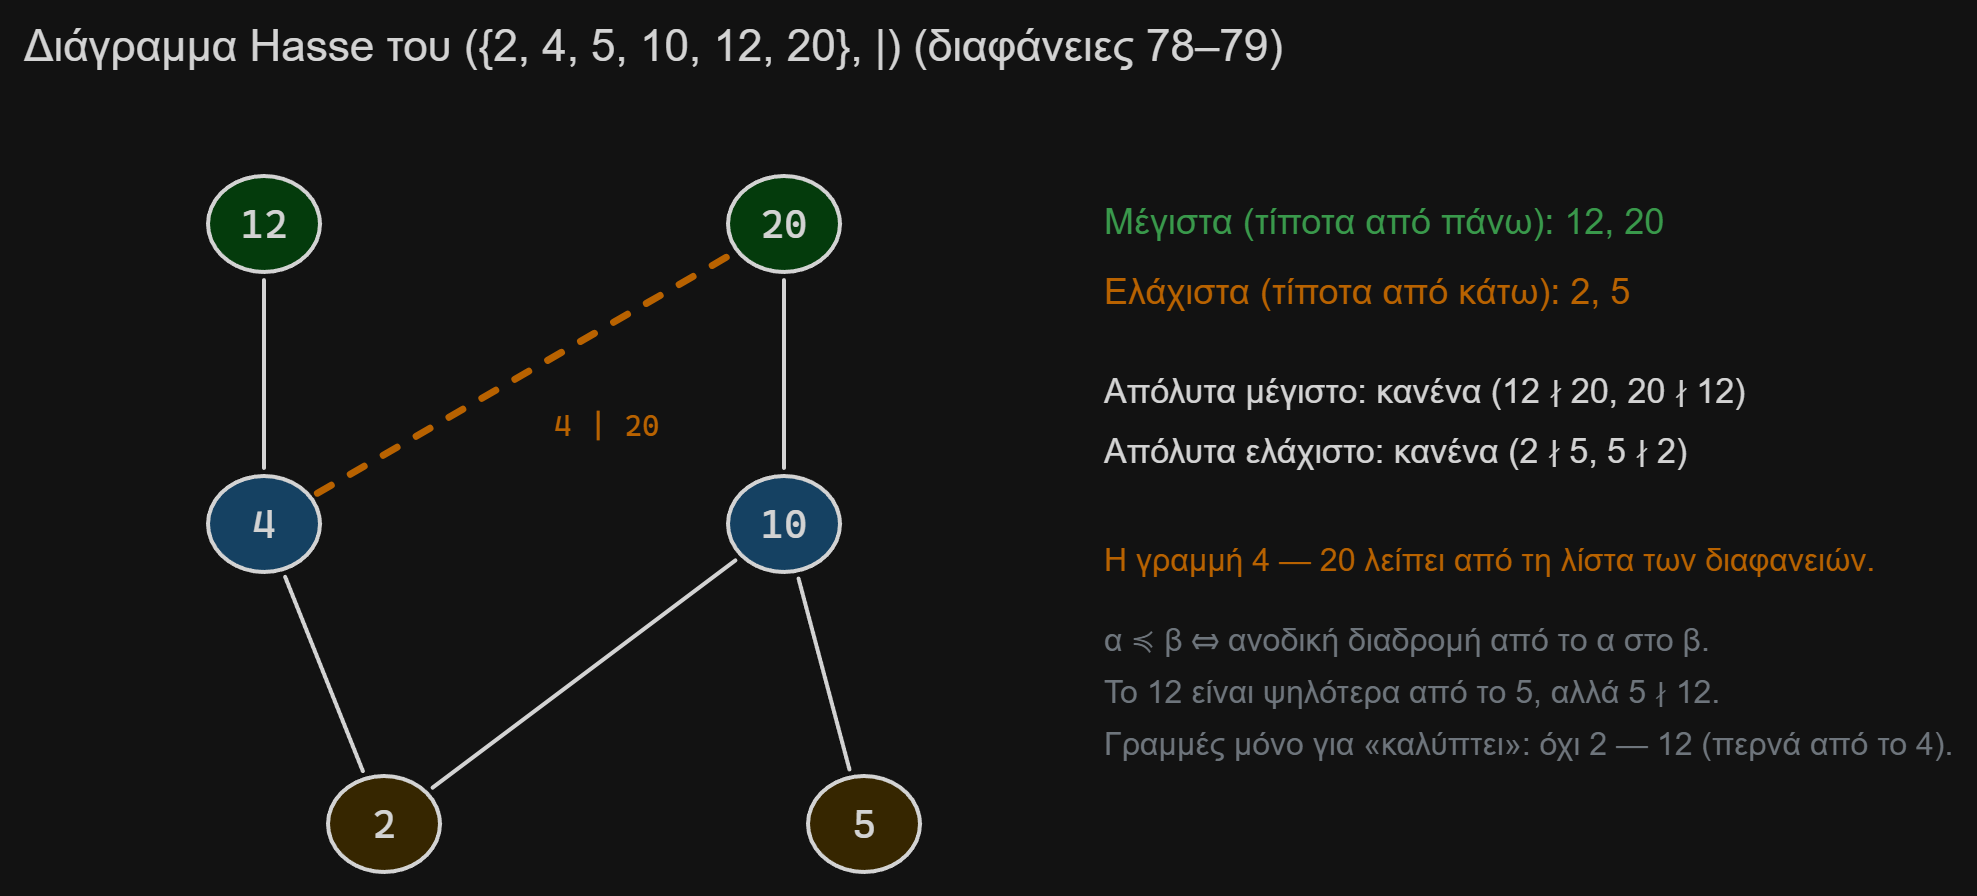 Διάγραμμα Hasse του ({2, 4, 5, 10, 12, 20}, |) (διαφάνειες 78–79)
12
20
Μέγιστα (τίποτα από πάνω): 12, 20
Ελάχιστα (τίποτα από κάτω): 2, 5
Απόλυτα μέγιστο: κανένα (12 ∤ 20, 20 ∤ 12)
4 | 20
Απόλυτα ελάχιστο: κανένα (2 ∤ 5, 5 ∤ 2)
4
10
Η γραμμή 4 — 20 λείπει από τη λίστα των διαφανειών.
α ≼ β ⇔ ανοδική διαδρομή από το α στο β.
Το 12 είναι ψηλότερα από το 5, αλλά 5 ∤ 12.
Γραμμές μόνο για «καλύπτει»: όχι 2 — 12 (περνά από το 4).
2
5